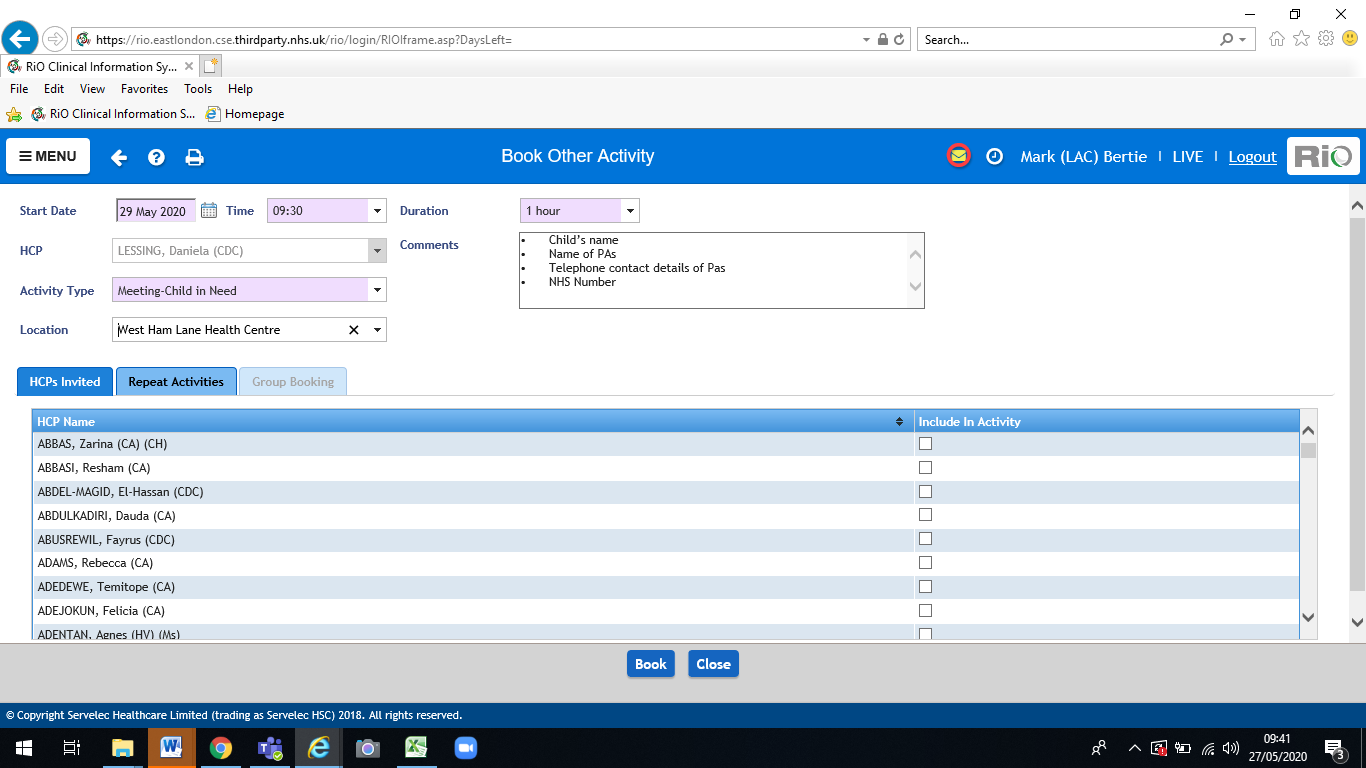 https://rio.eastlondon.cse.thirdparty.nhs.uk/rio/login/RIOIframe.asp?DaysLeft=
Search...
RiO Clinical Information Sy...
File Edit View Favorites Tools Help
RiO Clinical Information S... Homepage
MENU
Book Other Activity
Mark (LAC) Bertie | LIVE | Logout
RiO
Start Date 29 May 2020 Time 09:30 Duration 1 hour
HCP LESSING, Daniela (CDC) Comments
• Child's name
• Name of PAs
• Telephone contact details of Pas
• NHS Number
Activity Type Meeting-Child in Need
Location West Ham Lane Health Centre
HCPs Invited Repeat Activities Group Booking
HCP Name Include In Activity
ABBAS, Zarina (CA) (CH)
ABBASI, Resham (CA)
ABDEL-MAGID, El-Hassan (CDC)
ABDULKADIRI, Dauda (CA)
ABUSREWIL, Fayrus (CDC)
ADAMS, Rebecca (CA)
ADEDEWE, Temitope (CA)
ADEJOKUN, Felicia (CA)
ADENTAN, Agnes (HV) (Ms)
Book Close
© Copyright Servelec Healthcare Limited (trading as Servelec HSC) 2018. All rights reserved.
09:41
27/05/2020
3